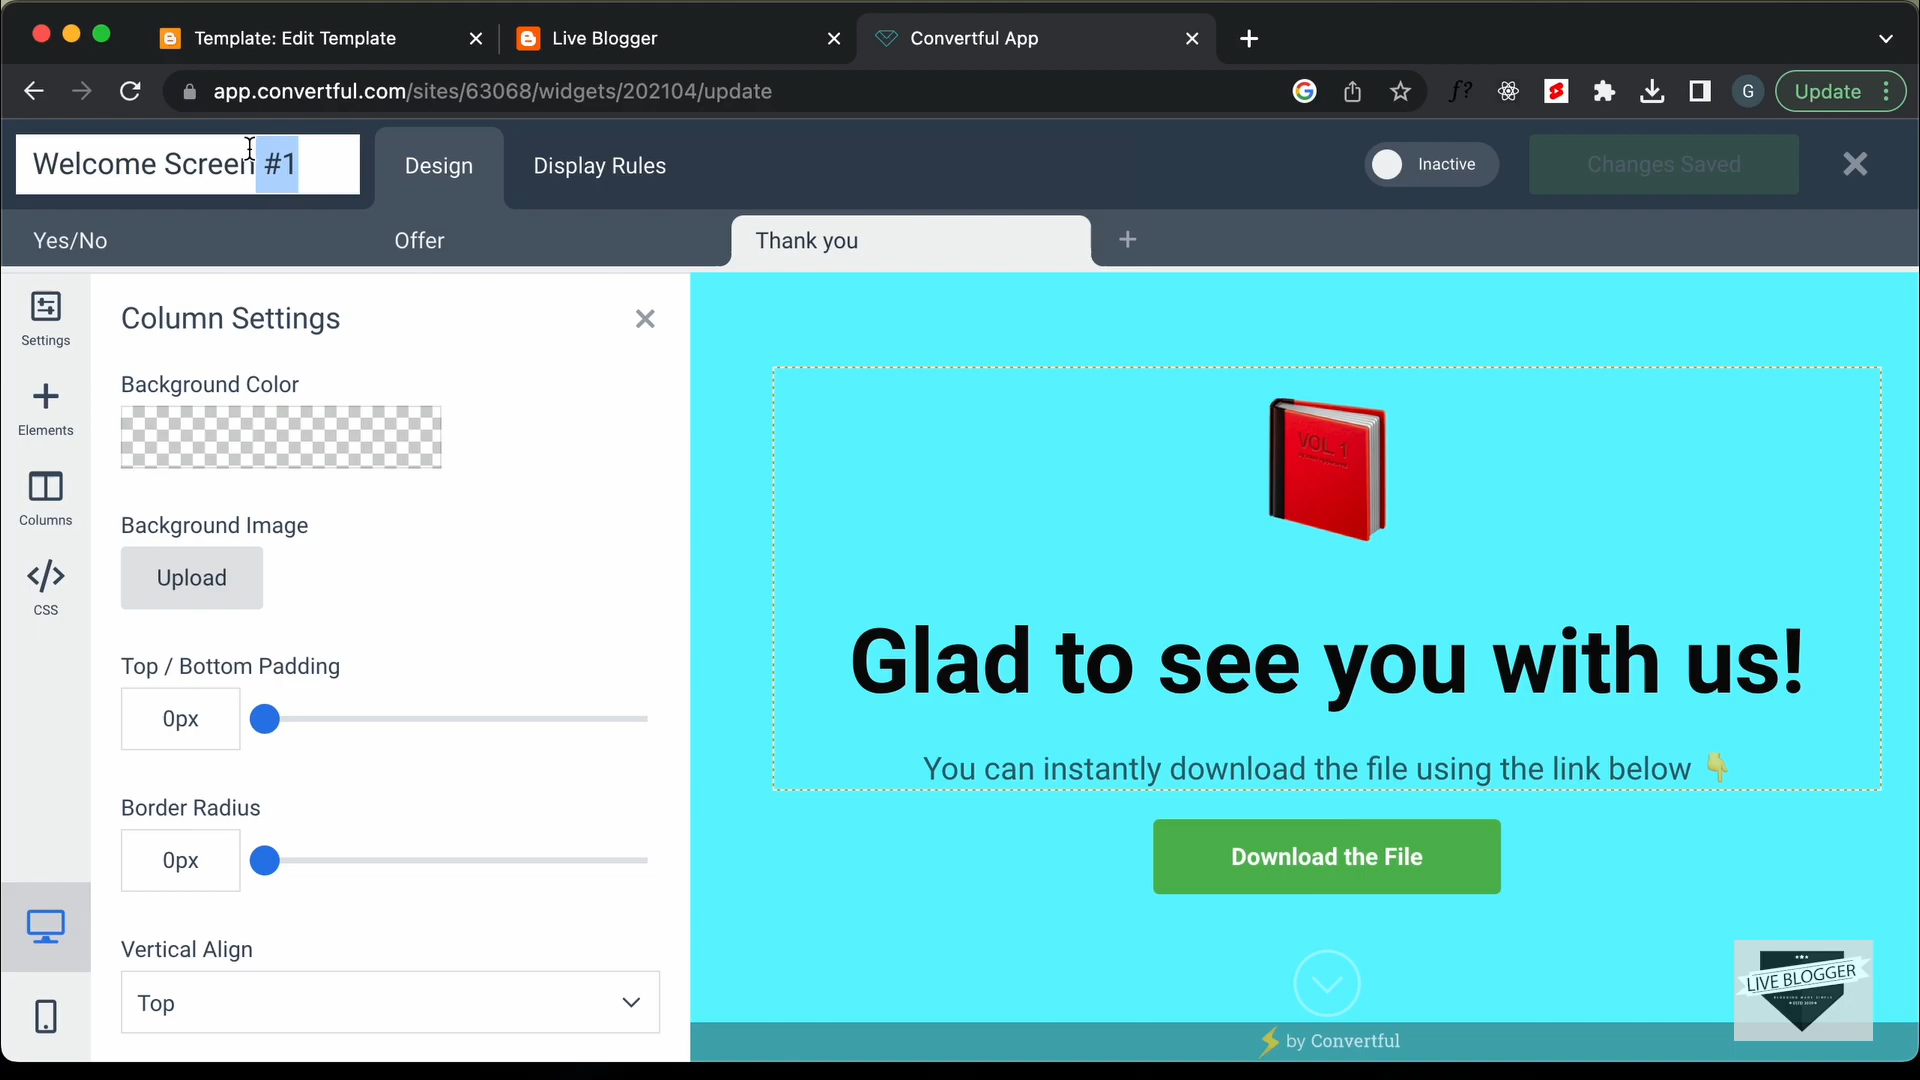 Template: Edit Template
Live Blogger
Convertful App
app.convertful.com/sites/63068/widgets/202104/update
f?
G
Update
Welcome Screen #1
Design
Display Rules
Inactive
Changes Saved
Yes/No
Offer
Thank you
Settings
Elements
Columns
CSS
Column Settings
Background Color
Background Image
Upload
Top / Bottom Padding
0px
Border Radius
0px
Vertical Align
Top
VOL. 1
Glad to see you with us!
You can instantly download the file using the link below
Download the File
by Convertful
LIVE BLOGGER
BLOGGING MADE SIMPLE